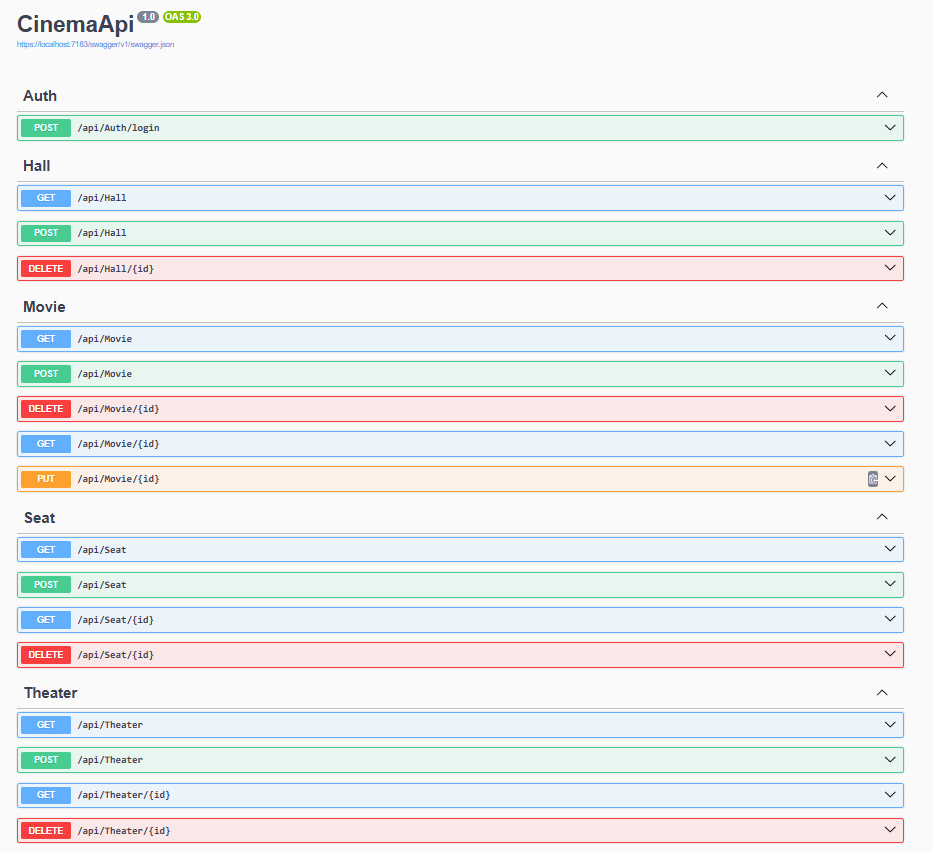 CinemaApi 1.0 OAS 3.0
https://localhost:7183/swagger/v1/swagger.json
Auth
POST /api/Auth/login
Hall
GET /api/Hall
POST /api/Hall
DELETE /api/Hall/{id}
Movie
GET /api/Movie
POST /api/Movie
DELETE /api/Movie/{id}
GET /api/Movie/{id}
PUT /api/Movie/{id}
Seat
GET /api/Seat
POST /api/Seat
GET /api/Seat/{id}
DELETE /api/Seat/{id}
Theater
GET /api/Theater
POST /api/Theater
GET /api/Theater/{id}
DELETE /api/Theater/{id}